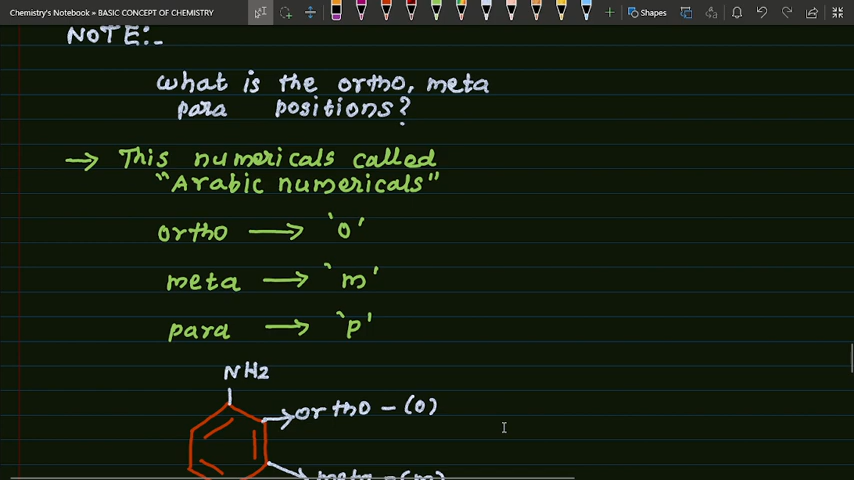 Chemistry's Notebook » BASIC CONCEPT OF CHEMISTRY
Shapes
NOTE:-
what is the ortho, meta
para positions?
→ This numericals called
"Arabic numericals"
ortho → 'o'
meta → 'm'
para → 'p'
NH2
ortho - (o)
meta - (m)